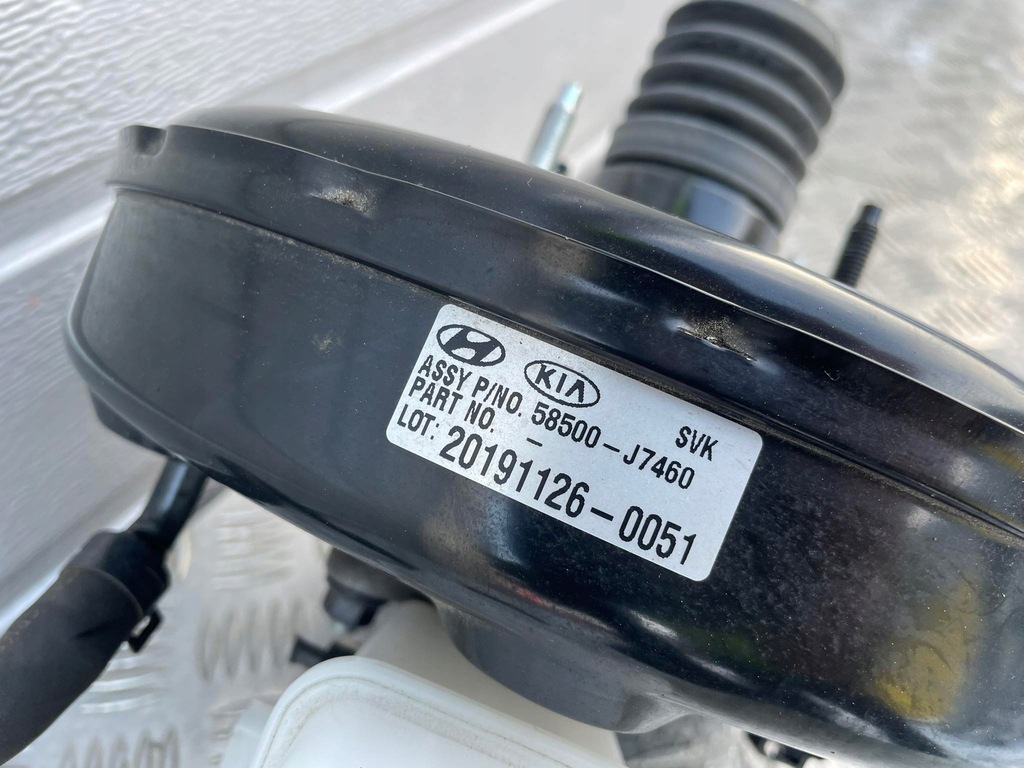 KIA
SVK
ASSY P/NO. 58500-J7460
PART NO. -
LOT: 20191126-0051